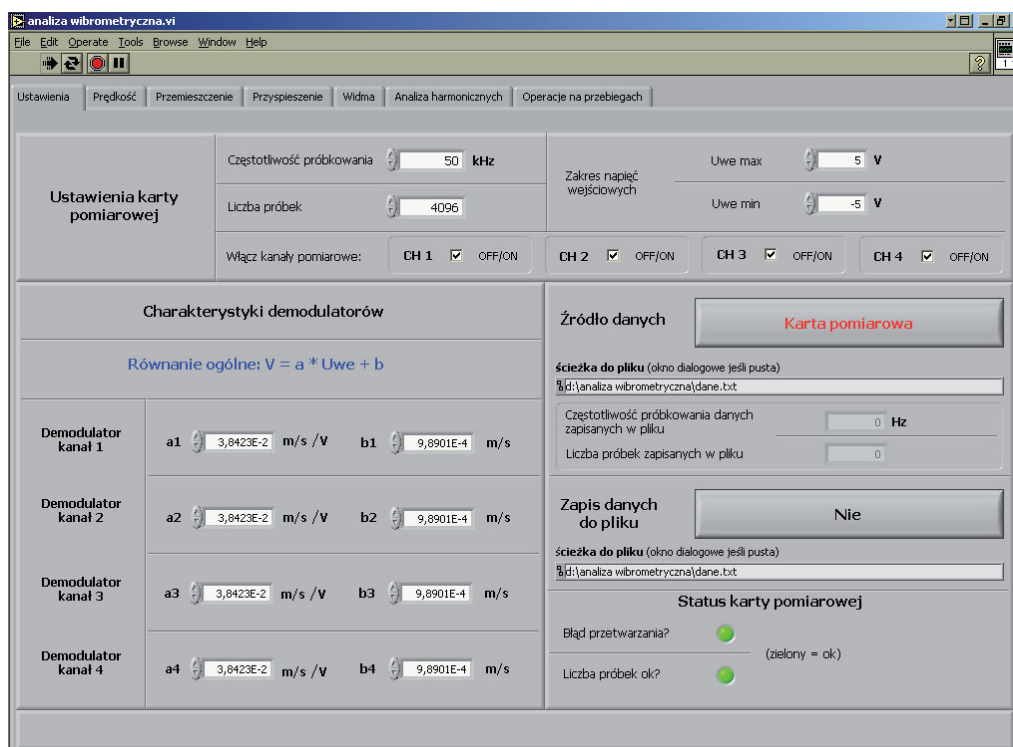 analiza wibrometryczna.vi
File Edit Operate Tools Browse Window Help
Ustawienia Prędkość Przemieszczenie Przyspieszenie Widma Analiza harmonicznych Operacje na przebiegach
Ustawienia karty
pomiarowej
Częstotliwość próbkowania 50 kHz
Liczba próbek 4096
Zakres napięć
wejściowych
Uwe max 5 V
Uwe min -5 V
Włącz kanały pomiarowe: CH 1 OFF/ON CH 2 OFF/ON CH 3 OFF/ON CH 4 OFF/ON
Charakterystyki demodulatorów
Równanie ogólne: V = a * Uwe + b
Demodulator
kanał 1
a1 3,8423E-2 m/s /V b1 9,8901E-4 m/s
Demodulator
kanał 2
a2 3,8423E-2 m/s /V b2 9,8901E-4 m/s
Demodulator
kanał 3
a3 3,8423E-2 m/s /V b3 9,8901E-4 m/s
Demodulator
kanał 4
a4 3,8423E-2 m/s /V b4 9,8901E-4 m/s
Źródło danych Karta pomiarowa
ścieżka do pliku (okno dialogowe jeśli pusta)
d:\analiza wibrometryczna\dane.txt
Częstotliwość próbkowania danych
zapisanych w pliku
0 Hz
Liczba próbek zapisanych w pliku 0
Zapis danych
do pliku
Nie
ścieżka do pliku (okno dialogowe jeśli pusta)
d:\analiza wibrometryczna\dane.txt
Status karty pomiarowej
Błąd przetwarzania?
(zielony = ok)
Liczba próbek ok?